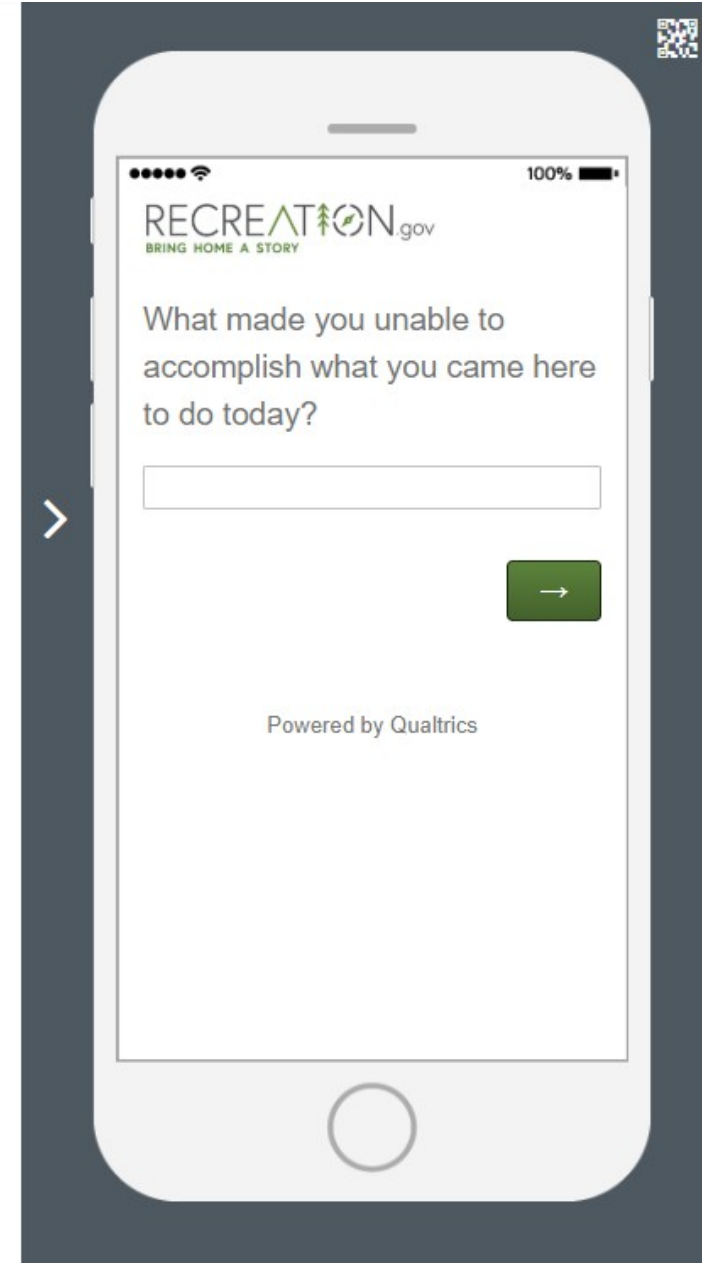 100%
RECREATION.gov
BRING HOME A STORY
What made you unable to
accomplish what you came here
to do today?
→
Powered by Qualtrics